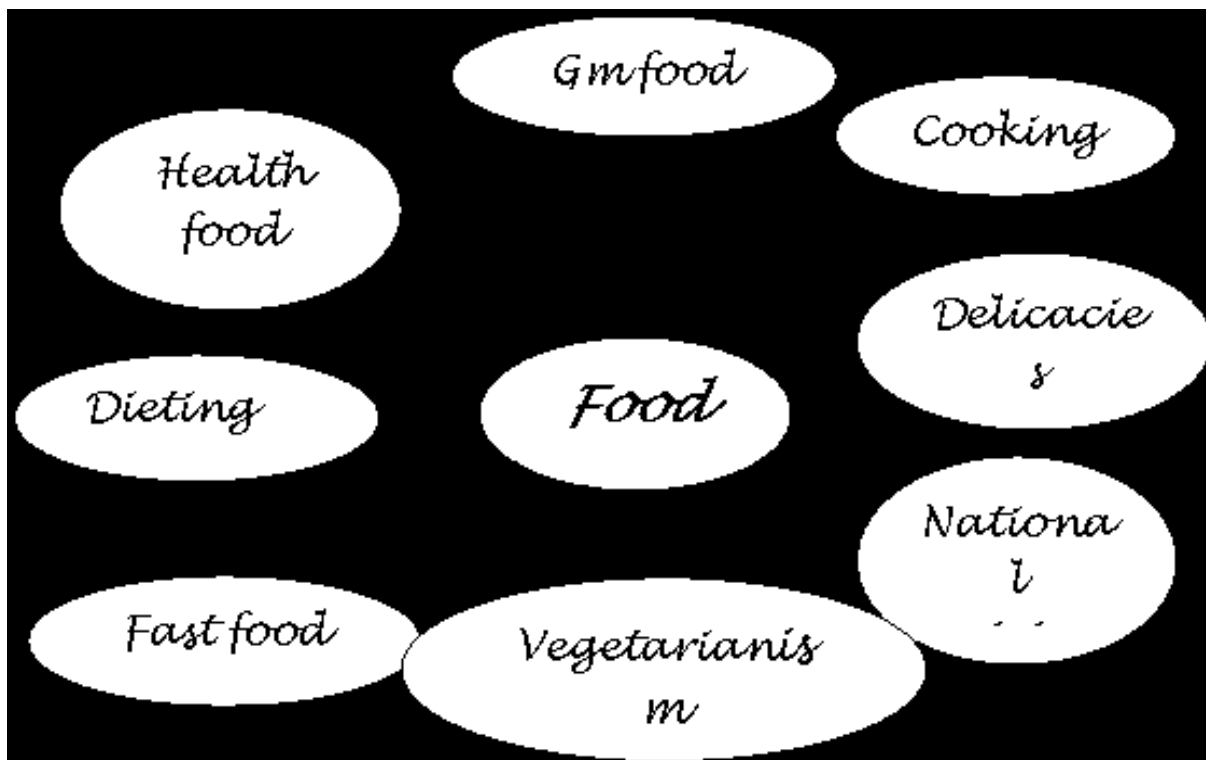 Gm food
Cooking
Health
food
Delicacie
s
Dieting
Food
Nationa
l
Fast food
Vegetarianis
m